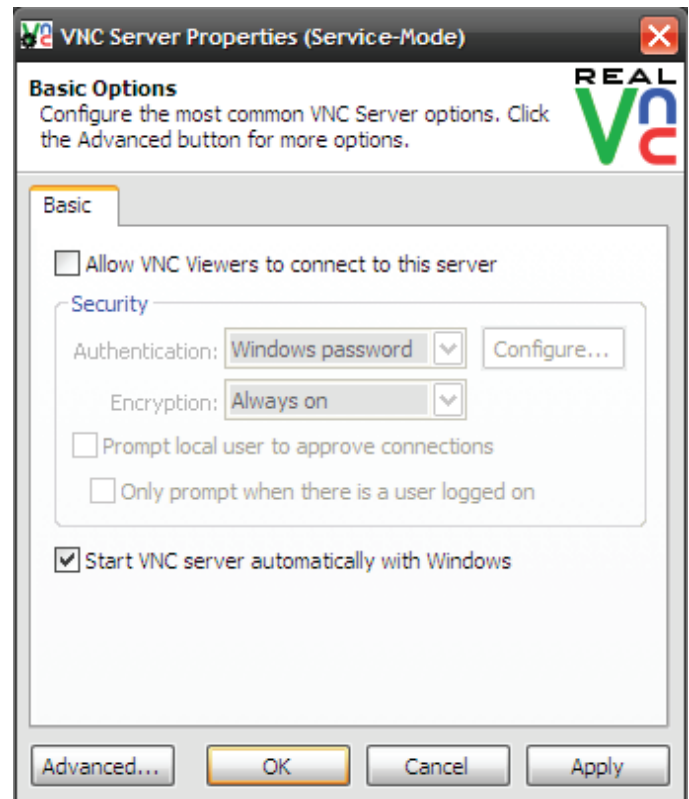 VNC Server Properties (Service-Mode)
Basic Options
REAL
VNC
Configure the most common VNC Server options. Click
the Advanced button for more options.
Basic
Allow VNC Viewers to connect to this server
Security
Authentication: Windows password Configure...
Encryption: Always on
Prompt local user to approve connections
Only prompt when there is a user logged on
Start VNC server automatically with Windows
Advanced... OK Cancel Apply